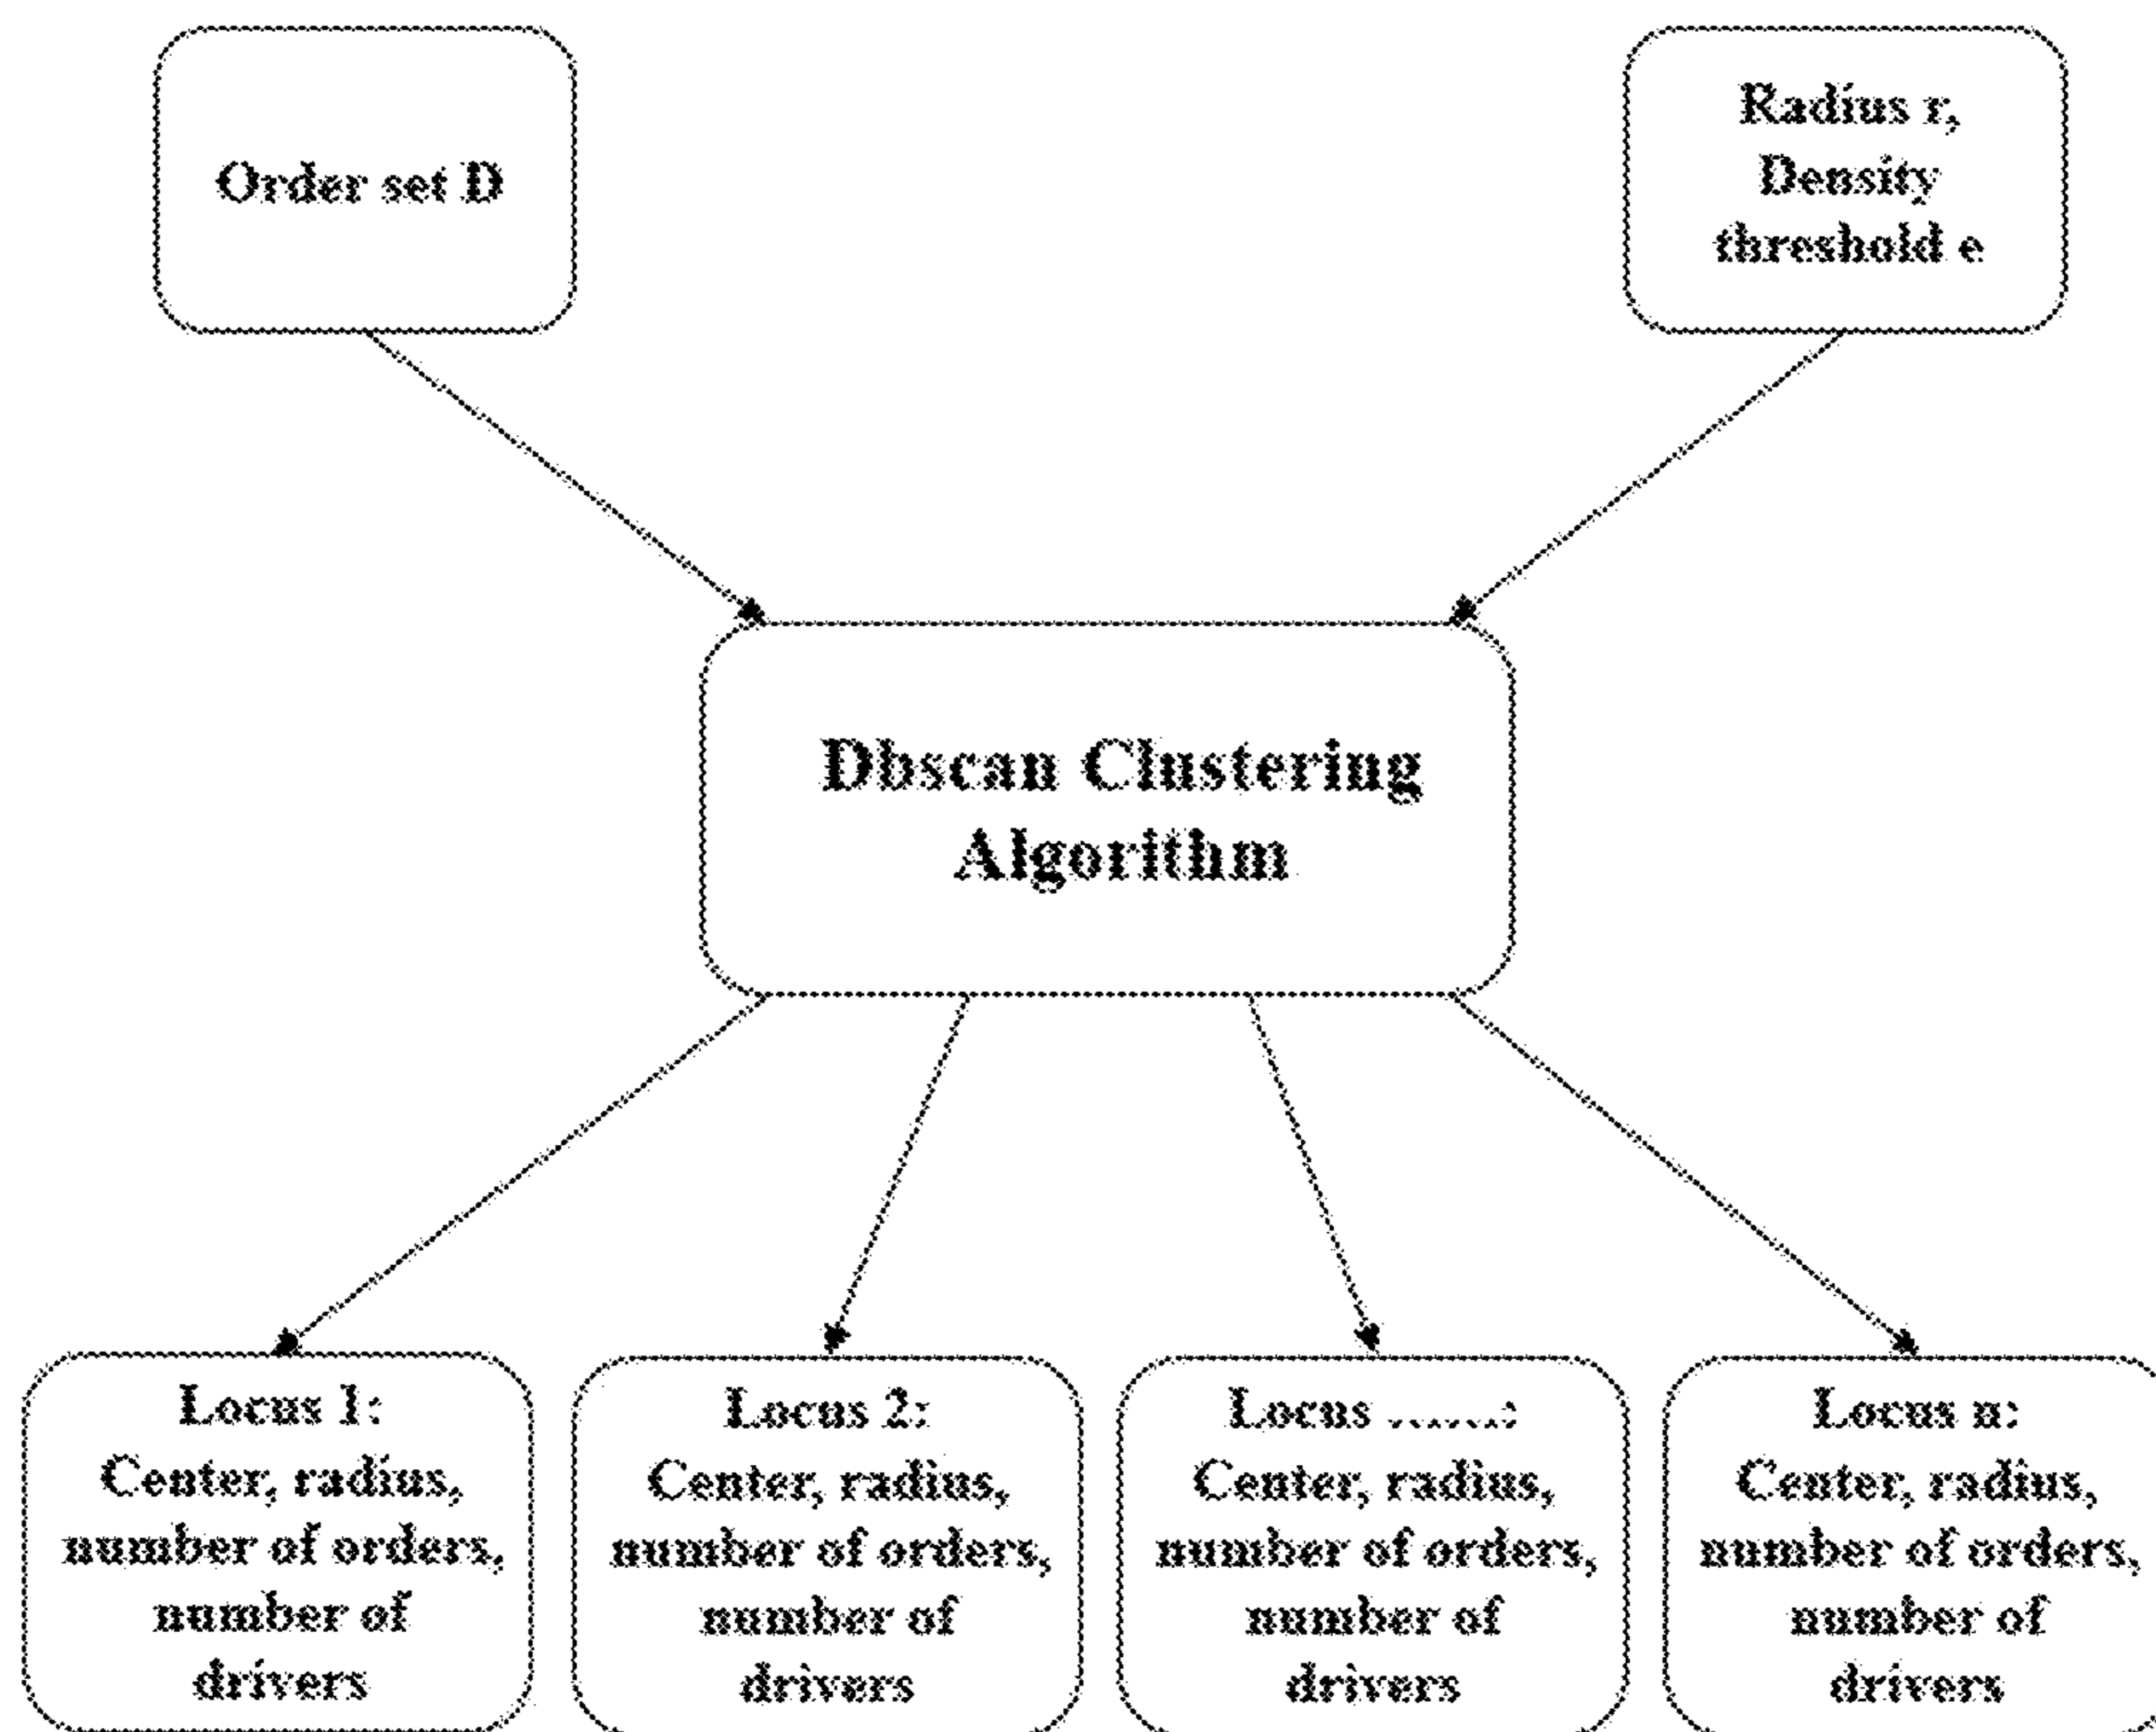 Order set D
Radius r,
Density
threshold e
Dbscan Clustering
Algorithm
Locus 1:
Center, radius,
number of orders,
number of
drivers
Locus 2:
Center, radius,
number of orders,
number of
drivers
Locus ......:
Center, radius,
number of orders,
number of
drivers
Locus n:
Center, radius,
number of orders,
number of
drivers